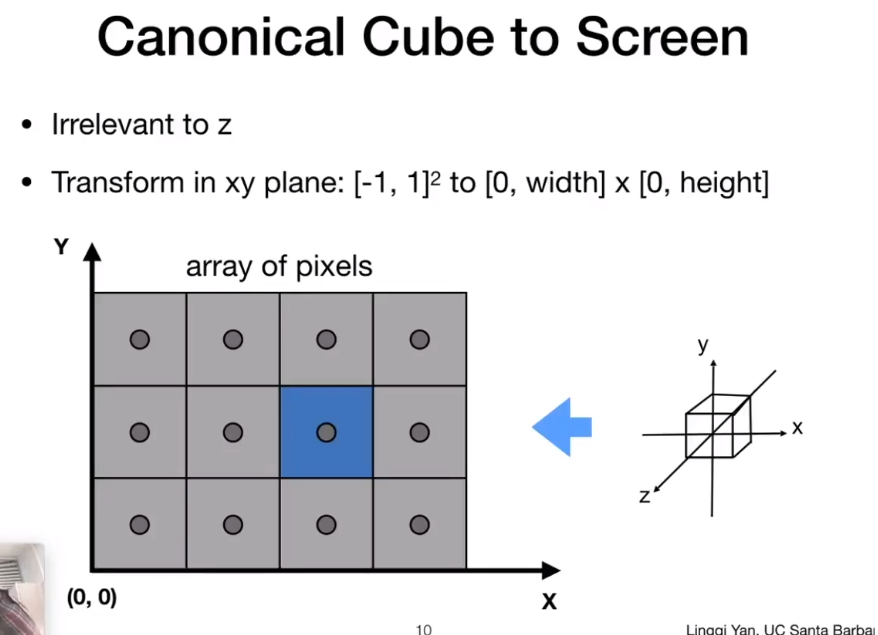 Canonical Cube to Screen
• Irrelevant to z
• Transform in xy plane: [-1, 1]² to [0, width] x [0, height]
Y
array of pixels
y
x
z
(0, 0)
X
10
Lingqi Yan, UC Santa Barba